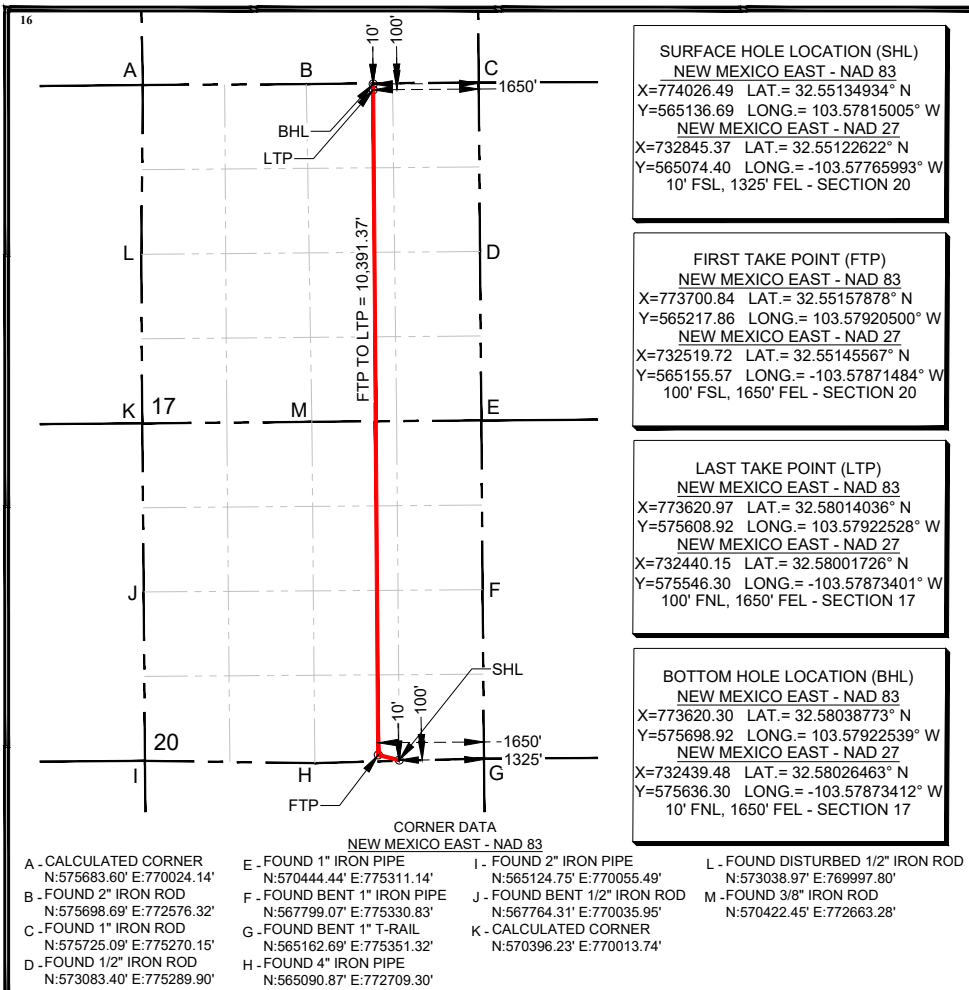 16
A
B
C
10'
100'
1650'
BHL
LTP
L
D
FTP TO LTP = 10,391.37'
K
17
M
E
J
F
SHL
10'
100'
20
1650'
1325'
I
H
G
FTP
SURFACE HOLE LOCATION (SHL)
NEW MEXICO EAST - NAD 83
X=774026.49 LAT.= 32.55134934° N
Y=565136.69 LONG.= 103.57815005° W
NEW MEXICO EAST - NAD 27
X=732845.37 LAT.= 32.55122622° N
Y=565074.40 LONG.= -103.57765993° W
10' FSL, 1325' FEL - SECTION 20
FIRST TAKE POINT (FTP)
NEW MEXICO EAST - NAD 83
X=773700.84 LAT.= 32.55157878° N
Y=565217.86 LONG.= 103.57920500° W
NEW MEXICO EAST - NAD 27
X=732519.72 LAT.= 32.55145567° N
Y=565155.57 LONG.= -103.57871484° W
100' FSL, 1650' FEL - SECTION 20
LAST TAKE POINT (LTP)
NEW MEXICO EAST - NAD 83
X=773620.97 LAT.= 32.58014036° N
Y=575608.92 LONG.= 103.57922528° W
NEW MEXICO EAST - NAD 27
X=732440.15 LAT.= 32.58001726° N
Y=575546.30 LONG.= -103.57873401° W
100' FNL, 1650' FEL - SECTION 17
BOTTOM HOLE LOCATION (BHL)
NEW MEXICO EAST - NAD 83
X=773620.30 LAT.= 32.58038773° N
Y=575698.92 LONG.= 103.57922539° W
NEW MEXICO EAST - NAD 27
X=732439.48 LAT.= 32.58026463° N
Y=575636.30 LONG.= -103.57873412° W
10' FNL, 1650' FEL - SECTION 17
CORNER DATA
NEW MEXICO EAST - NAD 83
A - CALCULATED CORNER
N:575683.60' E:770024.14'
B - FOUND 2" IRON ROD
N:575698.69' E:772576.32'
C - FOUND 1" IRON ROD
N:575725.09' E:775270.15'
D - FOUND 1/2" IRON ROD
N:573083.40' E:775289.90'
E - FOUND 1" IRON PIPE
N:570444.44' E:775311.14'
F - FOUND BENT 1" IRON PIPE
N:567799.07' E:775330.83'
G - FOUND BENT 1" T-RAIL
N:565162.69' E:775351.32'
H - FOUND 4" IRON PIPE
N:565090.87' E:772709.30'
I - FOUND 2" IRON PIPE
N:565124.75' E:770055.49'
J - FOUND BENT 1/2" IRON ROD
N:567764.31' E:770035.95'
K - CALCULATED CORNER
N:570396.23' E:770013.74'
L - FOUND DISTURBED 1/2" IRON ROD
N:573038.97' E:769997.80'
M - FOUND 3/8" IRON ROD
N:570422.45' E:772663.28'